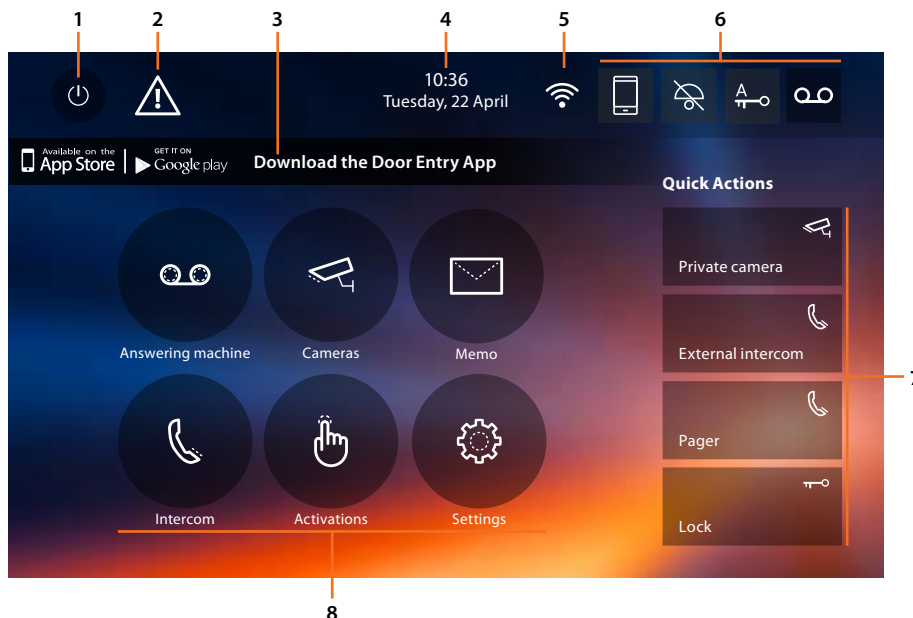 1 2 3 4 5 6
10:36
Tuesday, 22 April
A
Available on the
App Store
GET IT ON
Google play
Download the Door Entry App
Quick Actions
Private camera
External intercom
Pager
Lock
7
Answering machine Cameras Memo
Intercom Activations Settings
8